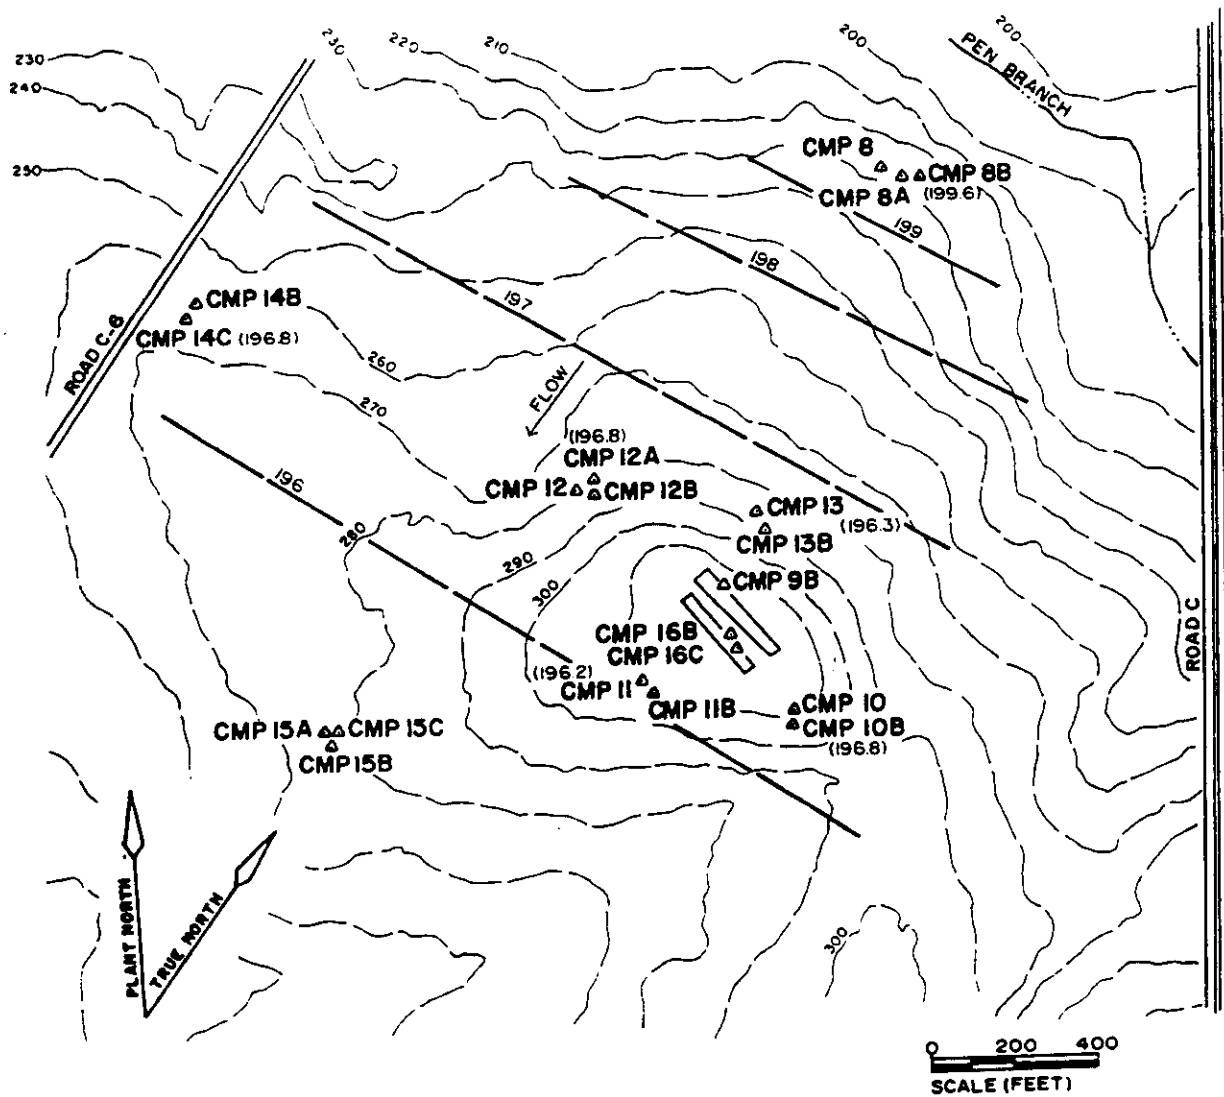 230
220
210
200
200
PEN BRANCH
230
240
250
CMP 8
CMP 8B
CMP 8A (199.6)
199
198
197
CMP 14B
CMP 14C (196.8)
ROAD C-6
260
270
FLOW
(196.8)
CMP 12A
CMP 12
CMP 12B
196
280
CMP 13
(196.3)
CMP 13B
290
300
CMP 9B
CMP 16B
CMP 16C
(196.2)
CMP 11
CMP 11B
CMP 10
CMP 10B
(196.8)
ROAD C
CMP 15A
CMP 15C
CMP 15B
PLANT NORTH
TRUE NORTH
300
0 200 400
SCALE (FEET)